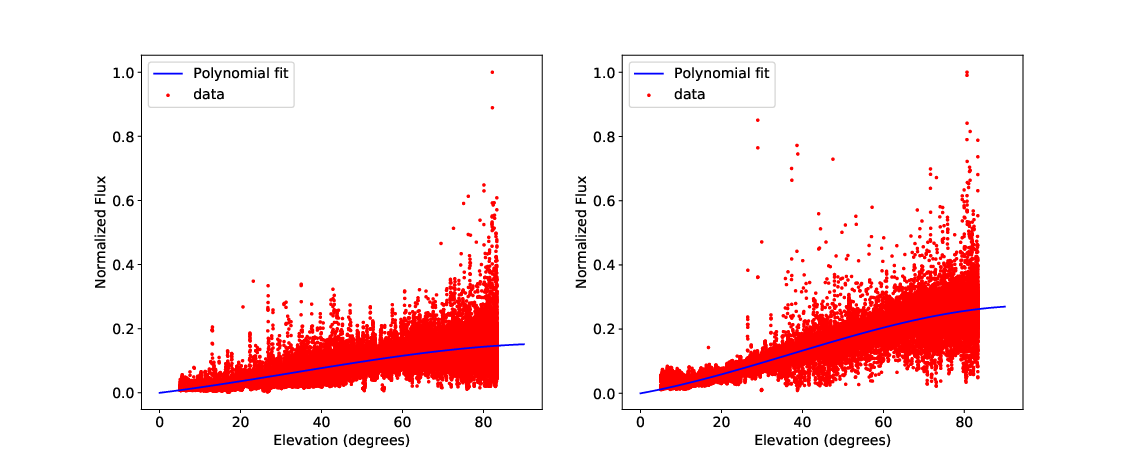 Polynomial fit
data
1.0
0.8
0.6
0.4
0.2
0.0
Normalized Flux
0 20 40 60 80
Elevation (degrees)
Polynomial fit
data
1.0
0.8
0.6
0.4
0.2
0.0
Normalized Flux
0 20 40 60 80
Elevation (degrees)